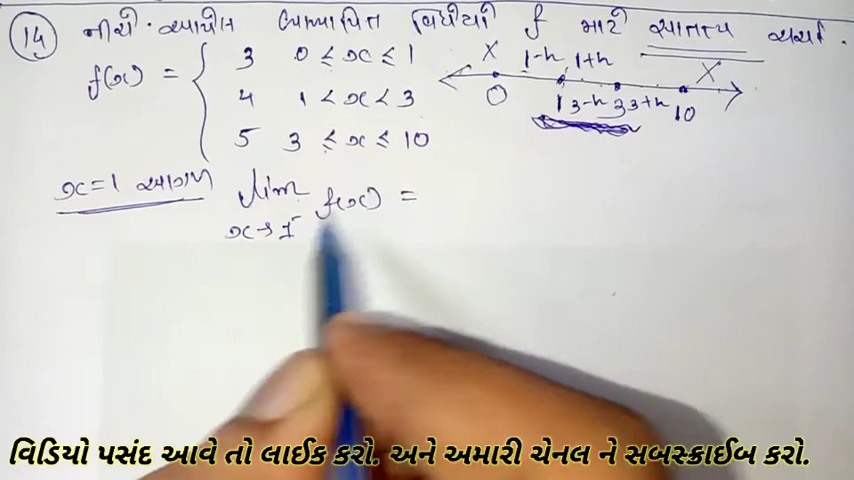 14 નીચે આપેલ વ્યાખ્યાયિત વિધેયો f માટે સાતત્ય ચર્ચો.
f(x) = { 3 0 ≤ x ≤ 1
4 1 < x < 3
5 3 ≤ x ≤ 10
X 1-h 1+h X
0 1 3-h 3 3+h 10
x=1 આગળ lim f(x) =
x→1⁻
વિડિયો પસંદ આવે તો લાઈક કરો. અને અમારી ચેનલ ને સબસ્ક્રાઈબ કરો.